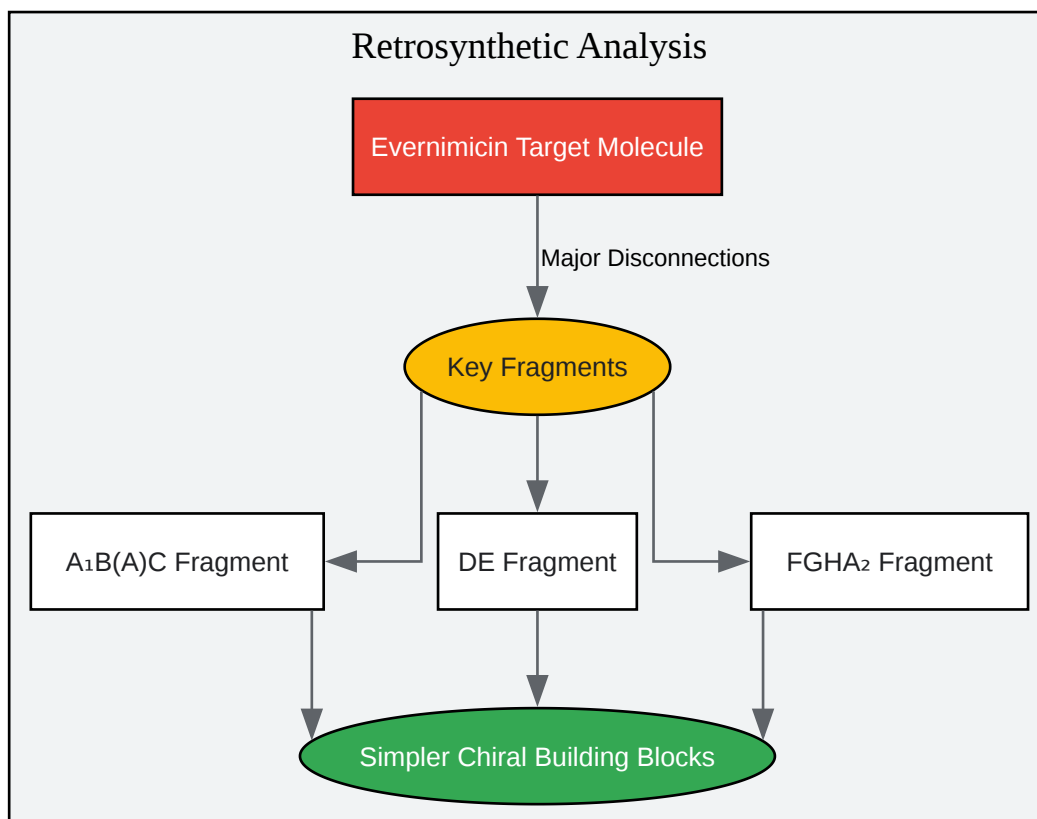 Retrosynthetic Analysis
Evernimicin Target Molecule
Major Disconnections
Key Fragments
A₁B(A)C Fragment
DE Fragment
FGHA₂ Fragment
Simpler Chiral Building Blocks